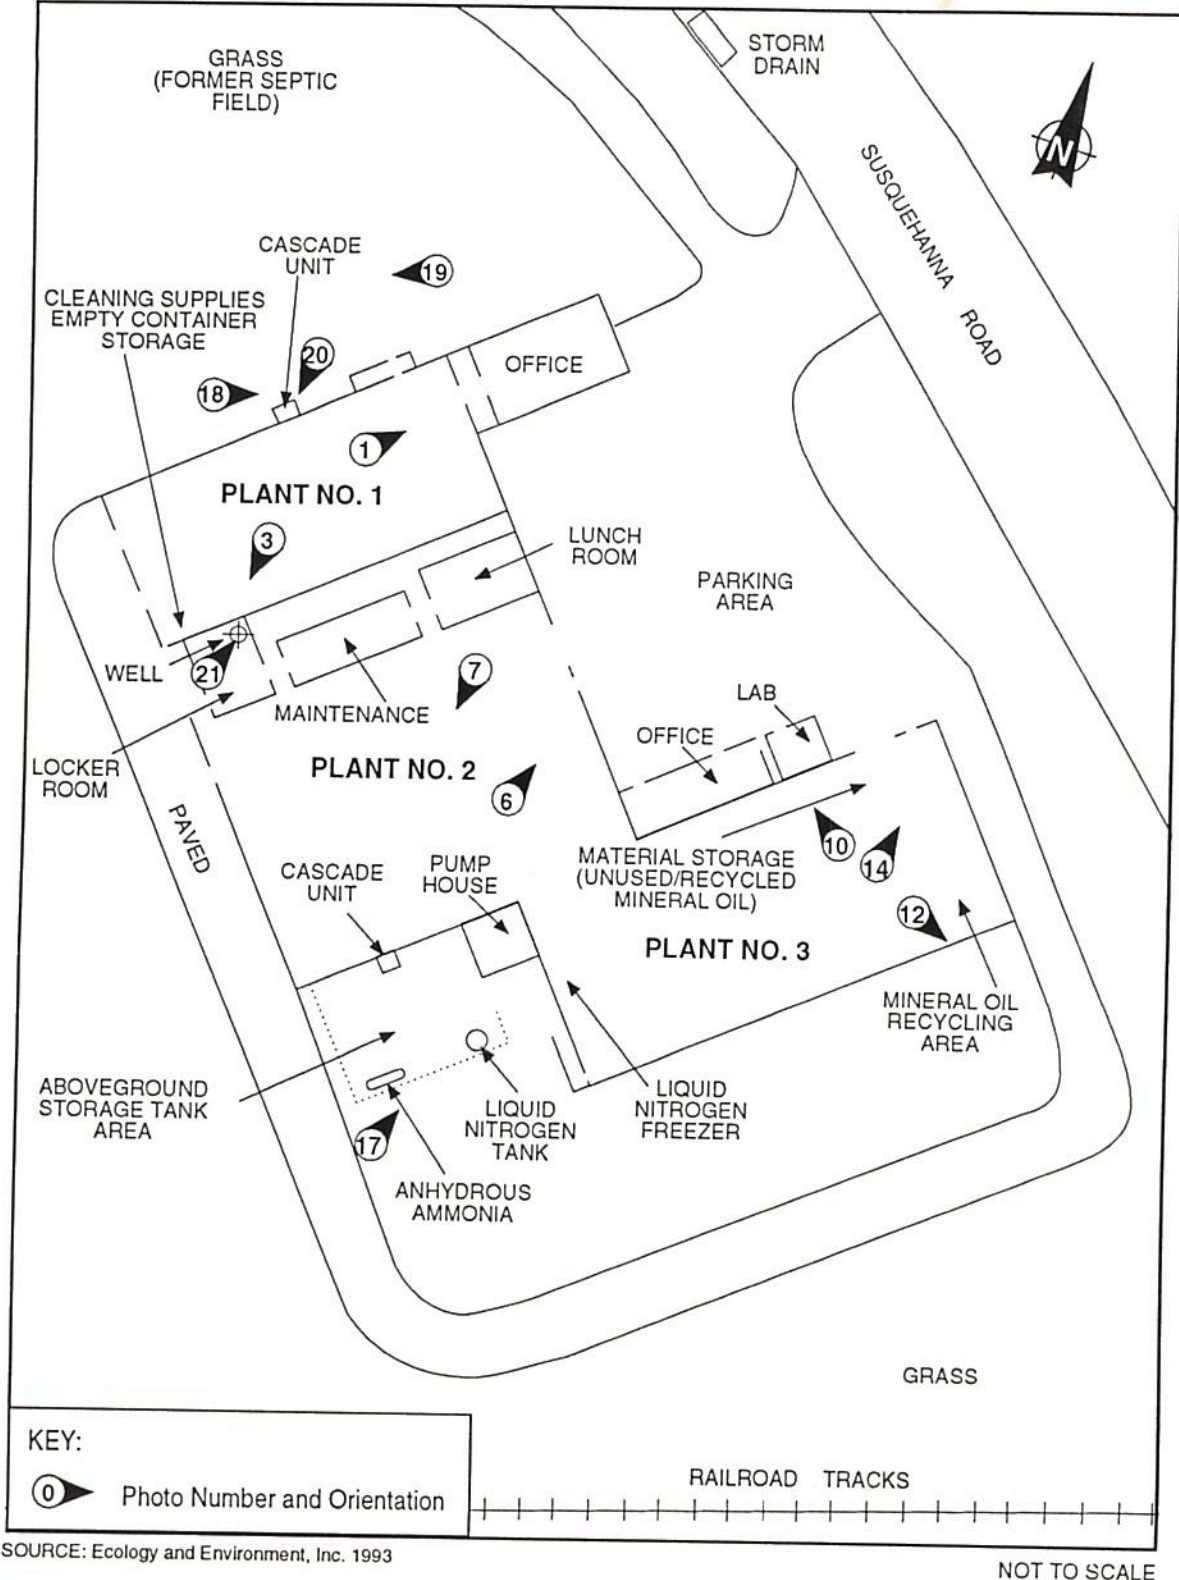 GRASS
(FORMER SEPTIC
FIELD)
STORM
DRAIN
N
SUSQUEHANNA ROAD
CASCADE
UNIT
19
CLEANING SUPPLIES
EMPTY CONTAINER
STORAGE
20
18
OFFICE
1
PLANT NO. 1
3
LUNCH
ROOM
PARKING
AREA
WELL
21
7
MAINTENANCE
LAB
OFFICE
LOCKER
ROOM
PLANT NO. 2
6
PAVED
MATERIAL STORAGE
(UNUSED/RECYCLED
MINERAL OIL)
10
14
12
CASCADE
UNIT
PUMP
HOUSE
PLANT NO. 3
MINERAL OIL
RECYCLING
AREA
ABOVEGROUND
STORAGE TANK
AREA
LIQUID
NITROGEN
TANK
LIQUID
NITROGEN
FREEZER
17
ANHYDROUS
AMMONIA
GRASS
KEY:
0 Photo Number and Orientation
RAILROAD TRACKS
SOURCE: Ecology and Environment, Inc. 1993
NOT TO SCALE